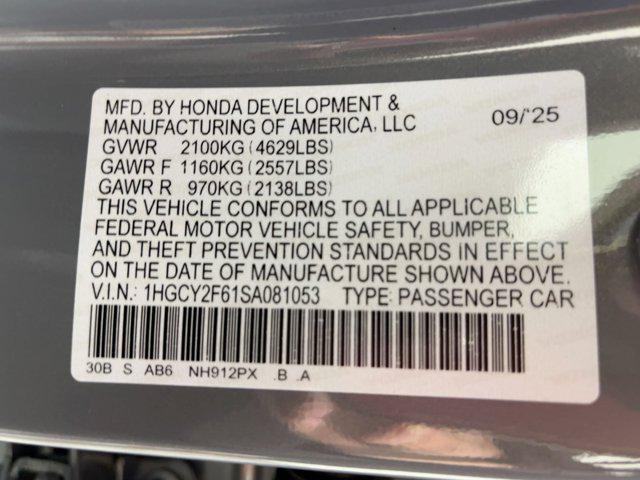 MFD. BY HONDA DEVELOPMENT &
MANUFACTURING OF AMERICA, LLC 09/'25
GVWR 2100KG (4629LBS)
GAWR F 1160KG (2557LBS)
GAWR R 970KG (2138LBS)
THIS VEHICLE CONFORMS TO ALL APPLICABLE
FEDERAL MOTOR VEHICLE SAFETY, BUMPER,
AND THEFT PREVENTION STANDARDS IN EFFECT
ON THE DATE OF MANUFACTURE SHOWN ABOVE.
V.I.N.: 1HGCY2F61SA081053 TYPE: PASSENGER CAR
30B S AB6 NH912PX .B .A